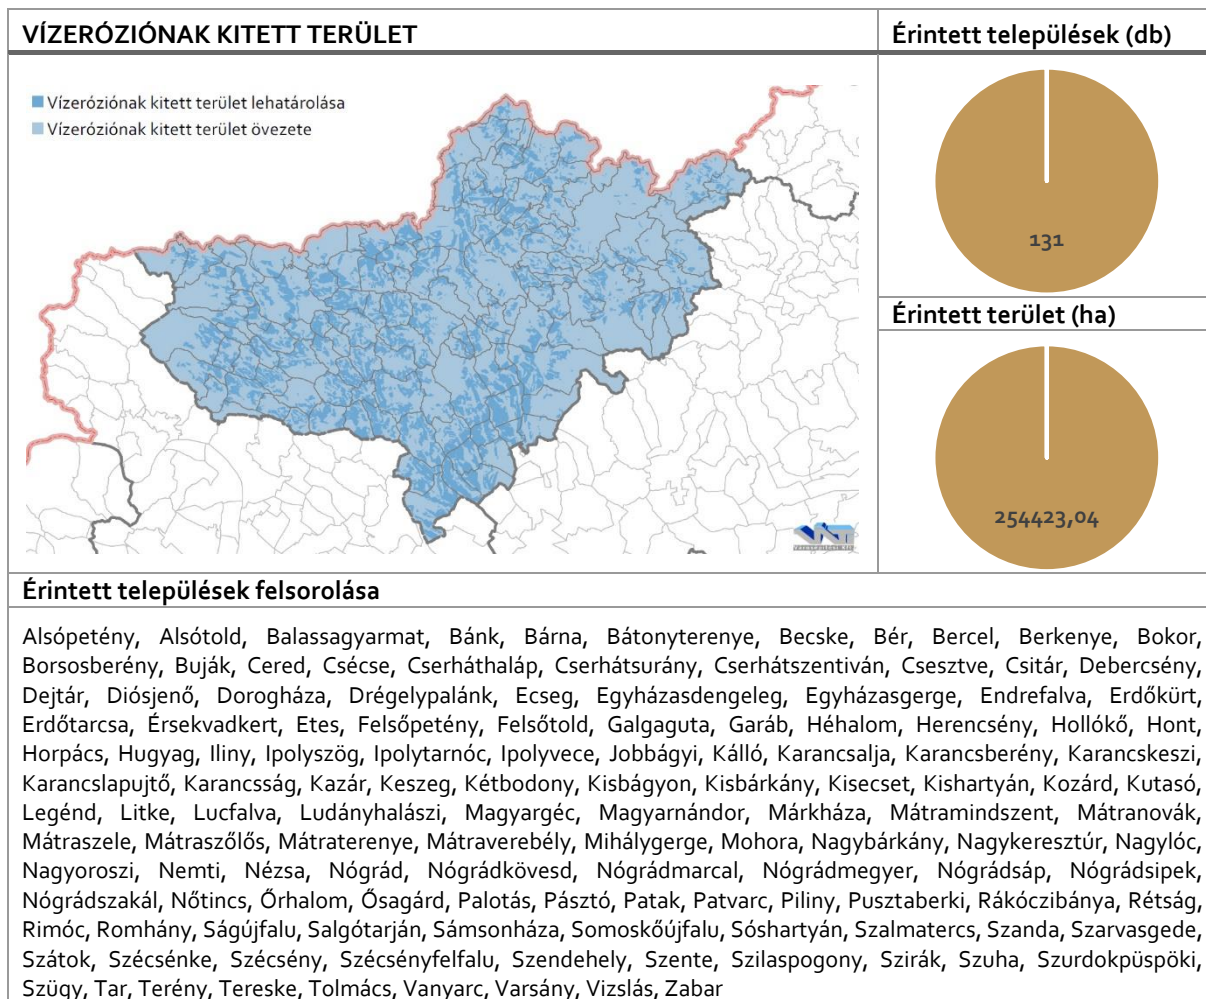 VÍZERÓZIÓNAK KITETT TERÜLET
Érintett települések (db)
Vízeróziónak kitett terület lehatárolása
Vízeróziónak kitett terület övezete
131
Érintett terület (ha)
254423,04
VÁTI
Városépítési Kft.
Érintett települések felsorolása
Alsópetény, Alsótold, Balassagyarmat, Bánk, Bárna, Bátonyterenye, Becske, Bér, Bercel, Berkenye, Bokor,
Borsosberény, Buják, Cered, Csécse, Cserháthaláp, Cserhátsurány, Cserhátszentiván, Csesztve, Csitár, Debercsény,
Dejtár, Diósjenő, Dorogháza, Drégelypalánk, Ecseg, Egyházasdengeleg, Egyházasgerge, Endrefalva, Erdőkürt,
Erdőtarcsa, Érsekvadkert, Etes, Felsőpetény, Felsőtold, Galgaguta, Garáb, Héhalom, Herencsény, Hollókő, Hont,
Horpács, Hugyag, Iliny, Ipolyszög, Ipolytarnóc, Ipolyvece, Jobbágyi, Kálló, Karancsalja, Karancsberény, Karancskeszi,
Karancslapujtő, Karancsság, Kazár, Keszeg, Kétbodony, Kisbágyon, Kisbárkány, Kisecset, Kishartyán, Kozárd, Kutasó,
Legénd, Litke, Lucfalva, Ludányhalászi, Magyargéc, Magyarnándor, Márkháza, Mátramindszent, Mátranovák,
Mátraszele, Mátraszőlős, Mátraterenye, Mátraverebély, Mihálygerge, Mohora, Nagybárkány, Nagykeresztúr, Nagylóc,
Nagyoroszi, Nemti, Nézsa, Nógrád, Nógrádkövesd, Nógrádmarcal, Nógrádmegyer, Nógrádsáp, Nógrádsipek,
Nógrádszakál, Nőtincs, Őrhalom, Ősagárd, Palotás, Pásztó, Patak, Patvarc, Piliny, Pusztaberki, Rákóczibánya, Rétság,
Rimóc, Romhány, Ságújfalu, Salgótarján, Sámsonháza, Somoskőújfalu, Sóshartyán, Szalmatercs, Szanda, Szarvasgede,
Szátok, Szécsénke, Szécsény, Szécsényfelfalu, Szendehely, Szente, Szilaspogony, Szirák, Szuha, Szurdokpüspöki,
Szügy, Tar, Terény, Tereske, Tolmács, Vanyarc, Varsány, Vizslás, Zabar